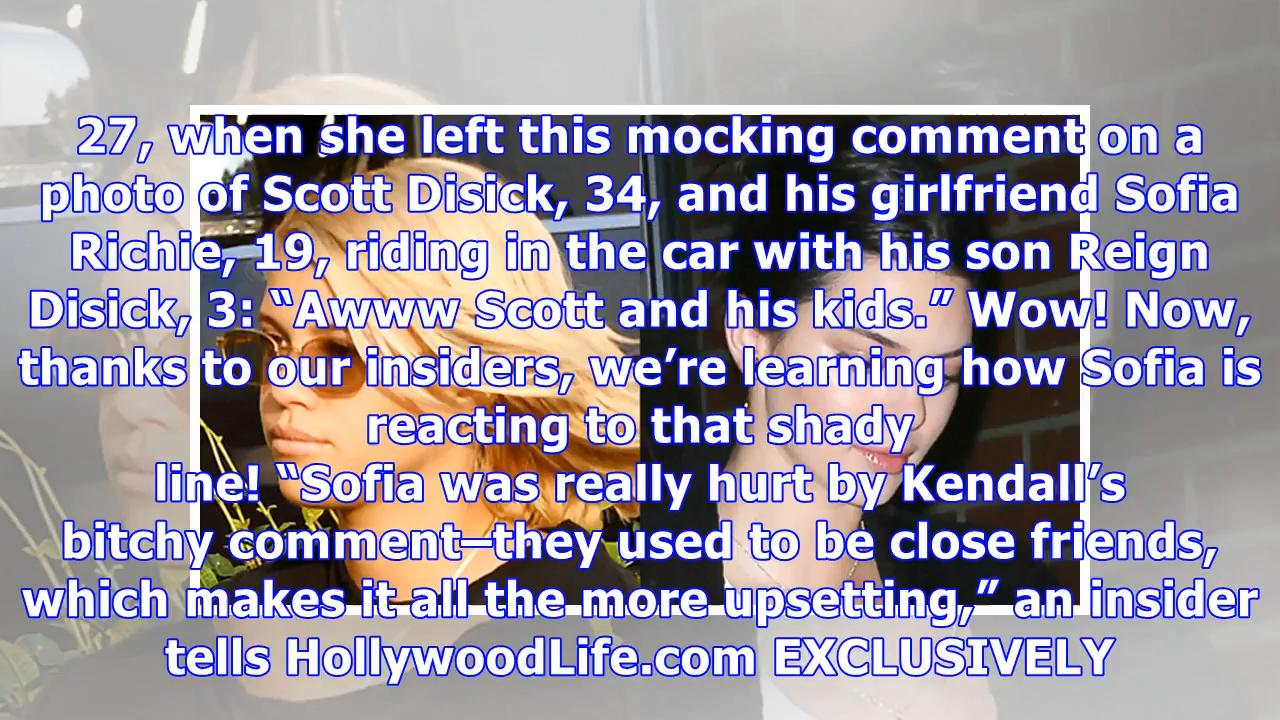 27, when she left this mocking comment on a
photo of Scott Disick, 34, and his girlfriend Sofia
Richie, 19, riding in the car with his son Reign
Disick, 3: “Awww Scott and his kids.” Wow! Now,
thanks to our insiders, we’re learning how Sofia is
reacting to that shady
line! “Sofia was really hurt by Kendall’s
bitchy comment—they used to be close friends,
which makes it all the more upsetting,” an insider
tells HollywoodLife.com EXCLUSIVELY